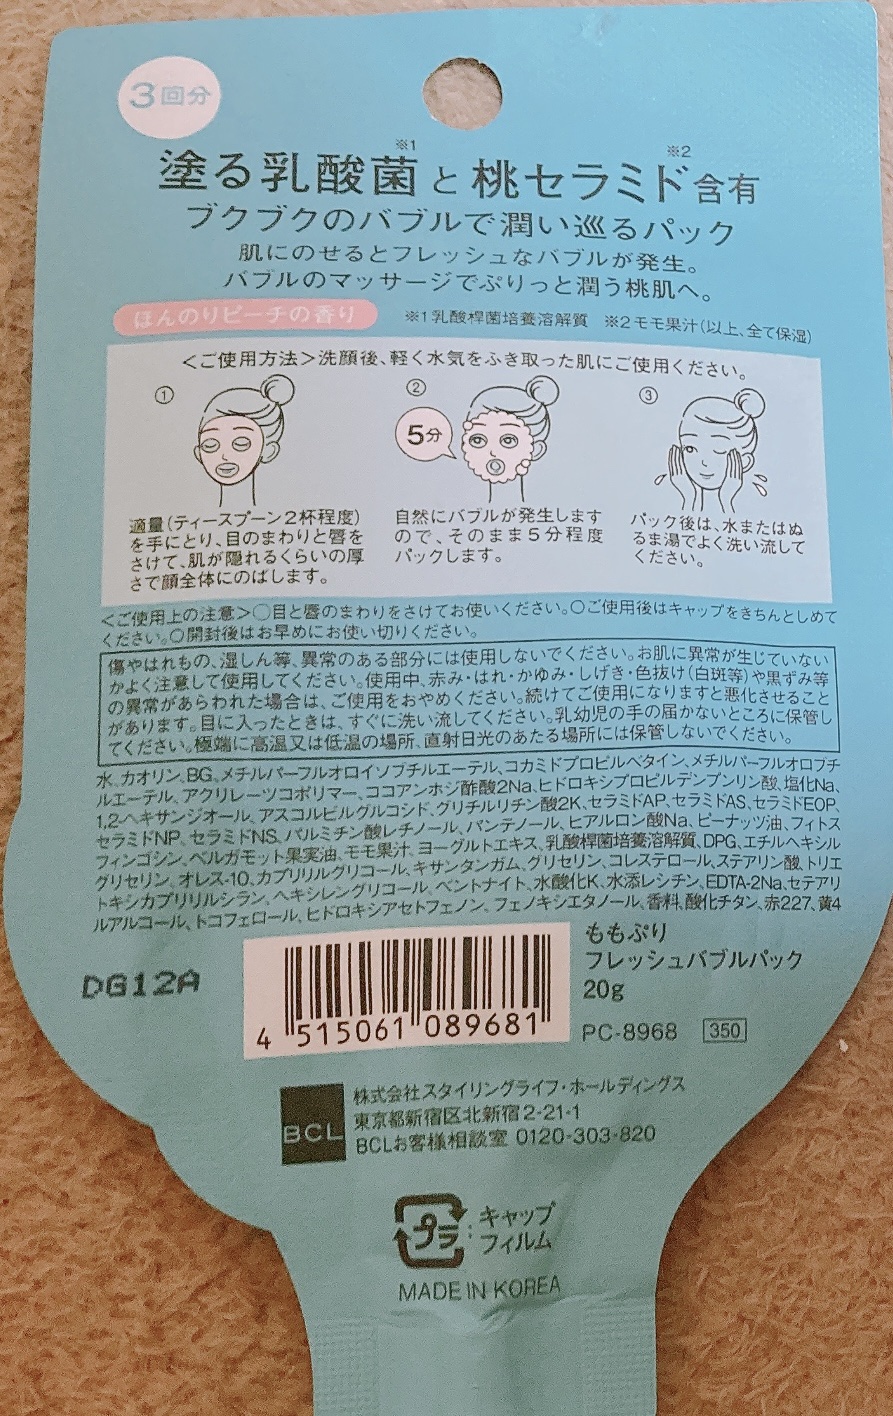 3回分
※1 ※2
塗る乳酸菌と桃セラミド含有
ブクブクのバブルで潤い巡るパック
肌にのせるとフレッシュなバブルが発生。
バブルのマッサージでぷりっと潤う桃肌へ。
ほんのりピーチの香り ※1乳酸桿菌培養溶解質 ※2モモ果汁(以上、全て保湿)
<ご使用方法>洗顔後、軽く水気をふき取った肌にご使用ください。
① ② ③
5分
適量(ティースプーン2杯程度)
を手にとり、目のまわりと唇を
さけて、肌が隠れるくらいの厚
さで顔全体にのばします。
自然にバブルが発生します
ので、そのまま5分程度
パックします。
パック後は、水またはぬ
るま湯でよく洗い流して
ください。
<ご使用上の注意>○目と唇のまわりをさけてお使いください。○ご使用後はキャップをきちんとしめて
ください。○開封後はお早めにお使い切りください。
傷やはれもの、湿しん等、異常のある部分には使用しないでください。お肌に異常が生じていない
かよく注意して使用してください。使用中、赤み・はれ・かゆみ・しげき・色抜け(白斑等)や黒ずみ等
の異常があらわれた場合は、ご使用をおやめください。続けてご使用になりますと悪化させること
があります。目に入ったときは、すぐに洗い流してください。乳幼児の手の届かないところに保管し
てください。極端に高温又は低温の場所、直射日光のあたる場所には保管しないでください。
水、カオリン、BG、メチルパーフルオロイソブチルエーテル、コカミドプロピルベタイン、メチルパーフルオロブチ
ルエーテル、アクリレーツコポリマー、ココアンホジ酢酸2Na、ヒドロキシプロピルデンプンリン酸、塩化Na、
1,2-ヘキサンジオール、アスコルビルグルコシド、グリチルリチン酸2K、セラミドAP、セラミドAS、セラミドEOP、
セラミドNP、セラミドNS、パルミチン酸レチノール、パンテノール、ヒアルロン酸Na、ピーナッツ油、フィトス
フィンゴシン、ベルガモット果実油、モモ果汁、ヨーグルトエキス、乳酸桿菌培養溶解質、DPG、エチルヘキシル
グリセリン、オレス-10、カプリリルグリコール、キサンタンガム、グリセリン、コレステロール、ステアリン酸、トリエ
トキシカプリリルシラン、ヘキシレングリコール、ベントナイト、水酸化K、水添レシチン、EDTA-2Na、セテアリ
ルアルコール、トコフェロール、ヒドロキシアセトフェノン、フェノキシエタノール、香料、酸化チタン、赤227、黄4
DG12A
4 515061 089681
ももぷり
フレッシュバブルパック
20g
PC-8968 350
BCL
株式会社スタイリングライフ・ホールディングス
東京都新宿区北新宿2-21-1
BCLお客様相談室 0120-303-820
プラ : キャップ
フィルム
MADE IN KOREA